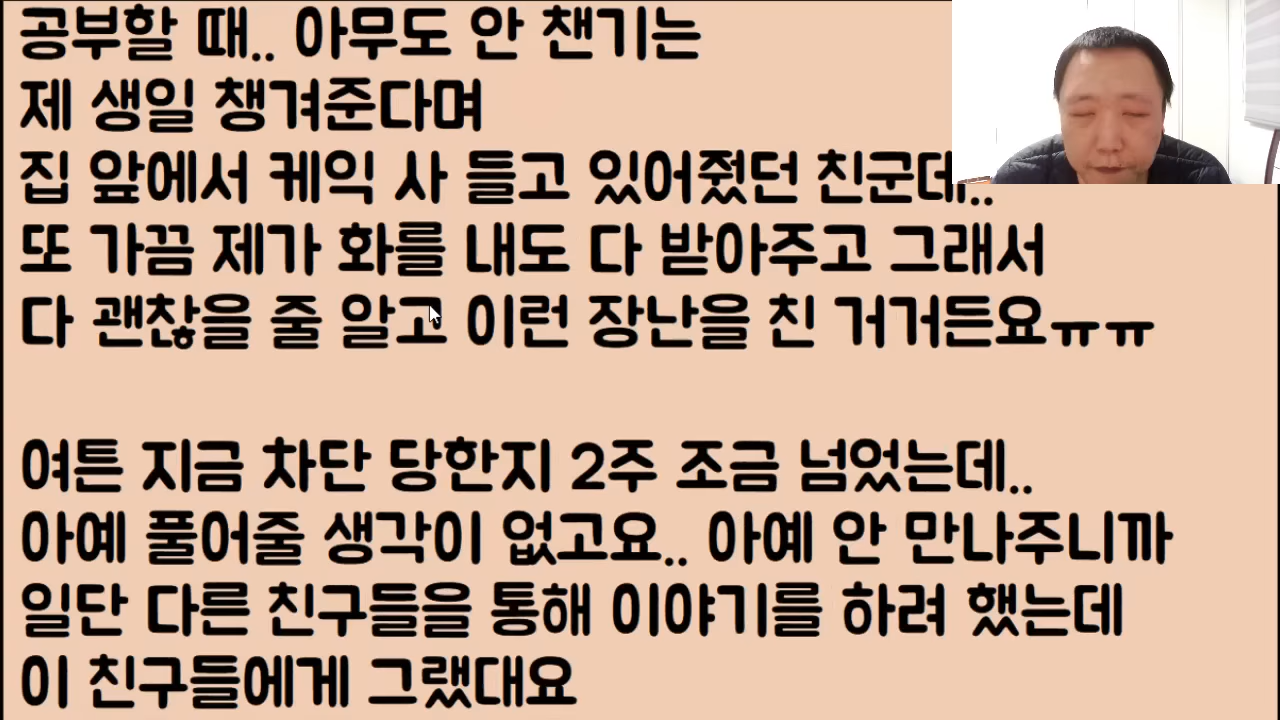 공부할 때.. 아무도 안 챈기는
제 생일 챙겨준다며
집 앞에서 케익 사 들고 있어줬던 친군데..
또 가끔 제가 화를 내도 다 받아주고 그래서
다 괜찮을 줄 알고 이런 장난을 친 거거든요ㅠㅠ
여튼 지금 차단 당한지 2주 조금 넘었는데..
아예 풀어줄 생각이 없고요.. 아예 안 만나주니까
일단 다른 친구들을 통해 이야기를 하려 했는데
이 친구들에게 그랬대요